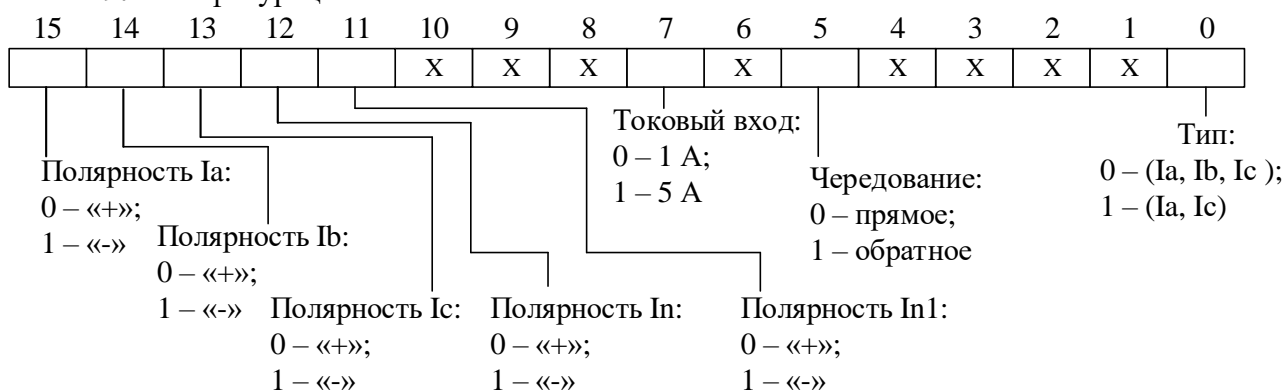 15 14 13 12 11 10 9 8 7 6 5 4 3 2 1 0
X X X X X X X X
Токовый вход:
0 – 1 А;
1 – 5 А
Чередование:
0 – прямое;
1 – обратное
Тип:
0 – (Ia, Ib, Ic );
1 – (Ia, Ic)
Полярность Ia:
0 – «+»;
1 – «-»
Полярность Ib:
0 – «+»;
1 – «-»
Полярность Ic:
0 – «+»;
1 – «-»
Полярность In:
0 – «+»;
1 – «-»
Полярность In1:
0 – «+»;
1 – «-»